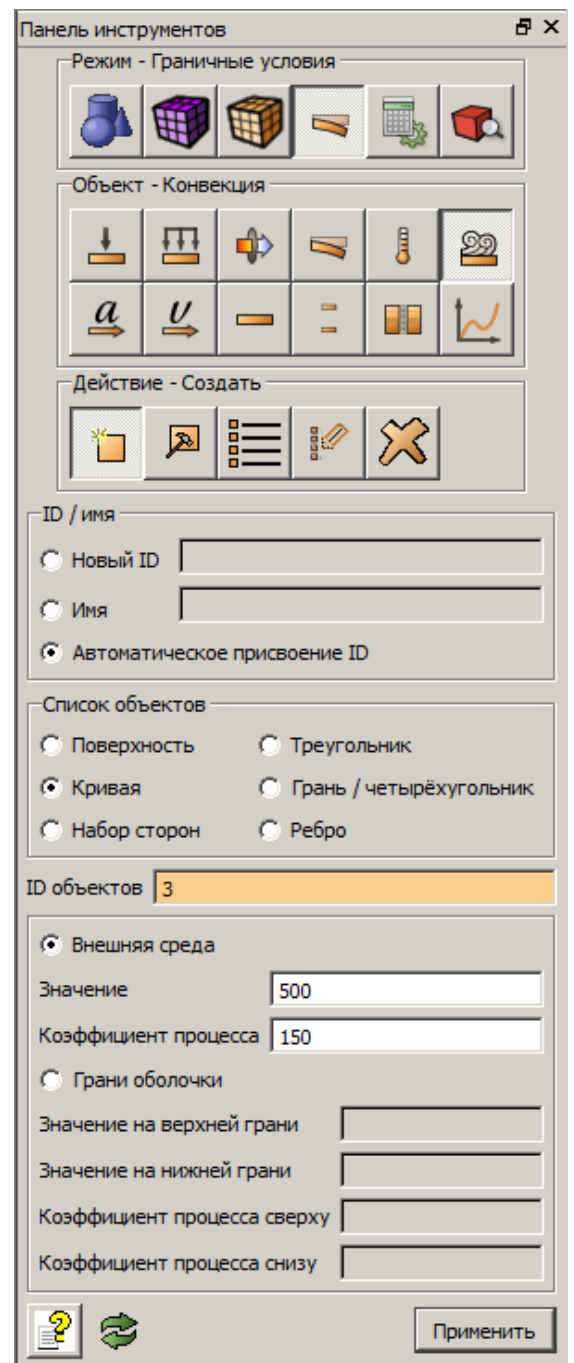 Панель инструментов
Режим - Граничные условия
Объект - Конвекция
a
v
Действие - Создать
ID / имя
Новый ID
Имя
Автоматическое присвоение ID
Список объектов
Поверхность
Треугольник
Кривая
Грань / четырёхугольник
Набор сторон
Ребро
ID объектов 3
Внешняя среда
Значение 500
Коэффициент процесса 150
Грани оболочки
Значение на верхней грани
Значение на нижней грани
Коэффициент процесса сверху
Коэффициент процесса снизу
?
Применить